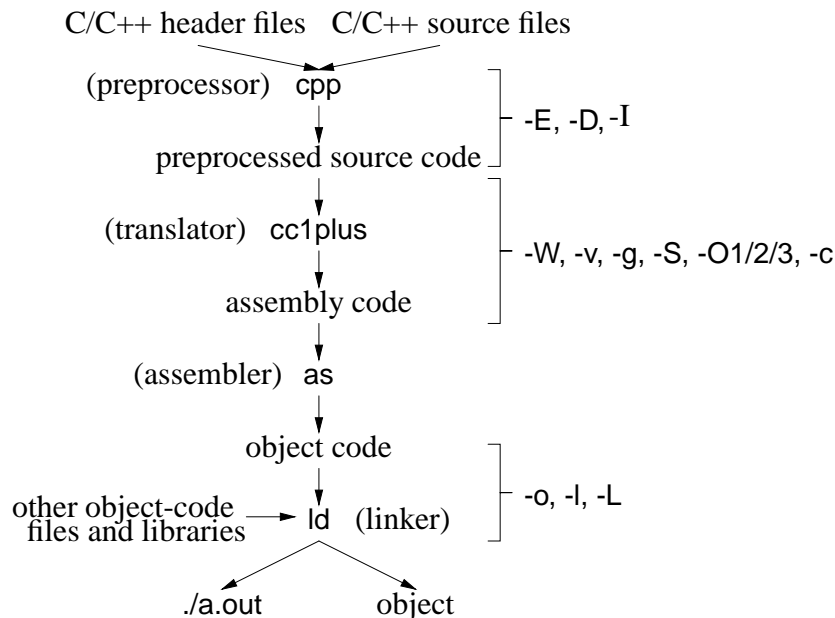 C/C++ header files C/C++ source files
(preprocessor) cpp
-E, -D, -I
preprocessed source code
(translator) cc1plus
-W, -v, -g, -S, -O1/2/3, -c
assembly code
(assembler) as
object code
-o, -l, -L
other object-code
files and libraries
ld (linker)
./a.out object